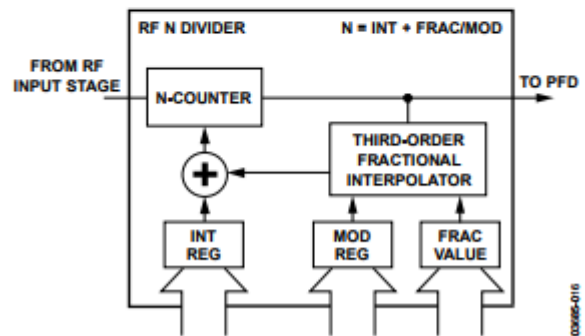 RF N DIVIDER
N = INT + FRAC/MOD
FROM RF
INPUT STAGE
TO PFD
N-COUNTER
THIRD-ORDER
FRACTIONAL
INTERPOLATOR
+
INT
REG
MOD
REG
FRAC
VALUE